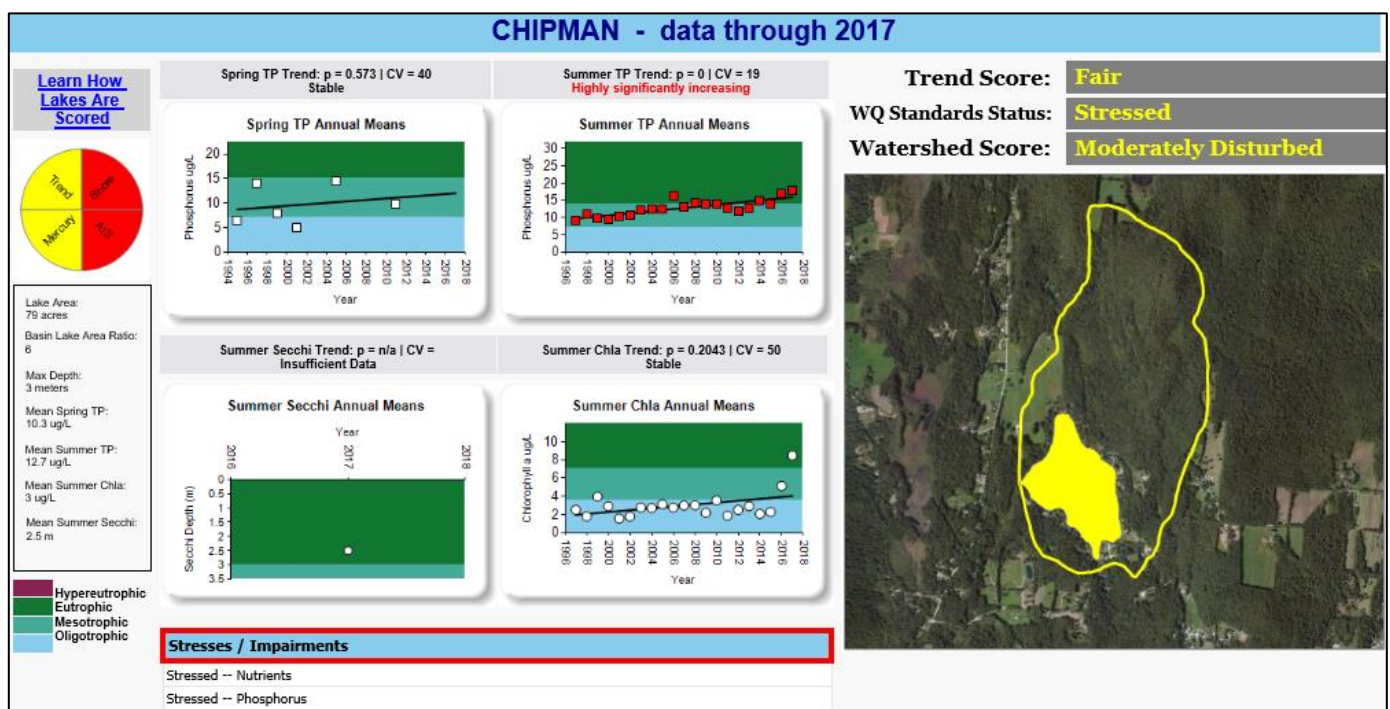 CHIPMAN - data through 2017
Learn How
Lakes Are
Scored
Trend
Shore
Mercury
AIS
Lake Area:
79 acres
Basin Lake Area Ratio:
6
Max Depth:
3 meters
Mean Spring TP:
10.3 ug/L
Mean Summer TP:
12.7 ug/L
Mean Summer Chla:
3 ug/L
Mean Summer Secchi:
2.5 m
Hypereutrophic
Eutrophic
Mesotrophic
Oligotrophic
Spring TP Trend: p = 0.573 | CV = 40
Stable
Spring TP Annual Means
Phosphorus ug/L
20
15
10
5
0
1994 1996 1998 2000 2002 2004 2006 2008 2010 2012 2014 2016 2018
Year
Summer TP Trend: p = 0 | CV = 19
Highly significantly increasing
Summer TP Annual Means
Phosphorus ug/L
30
25
20
15
10
5
0
1996 1998 2000 2002 2004 2006 2008 2010 2012 2014 2016 2018
Year
Summer Secchi Trend: p = n/a | CV =
Insufficient Data
Summer Secchi Annual Means
Year
2016 2017 2018
Secchi Depth (m)
0
0.5
1
1.5
2
2.5
3
3.5
Summer Chla Trend: p = 0.2043 | CV = 50
Stable
Summer Chla Annual Means
Chlorophyll a ug/L
10
8
6
4
2
0
1996 1998 2000 2002 2004 2006 2008 2010 2012 2014 2016 2018
Year
Stresses / Impairments
Stressed -- Nutrients
Stressed -- Phosphorus
Trend Score: Fair
WQ Standards Status: Stressed
Watershed Score: Moderately Disturbed